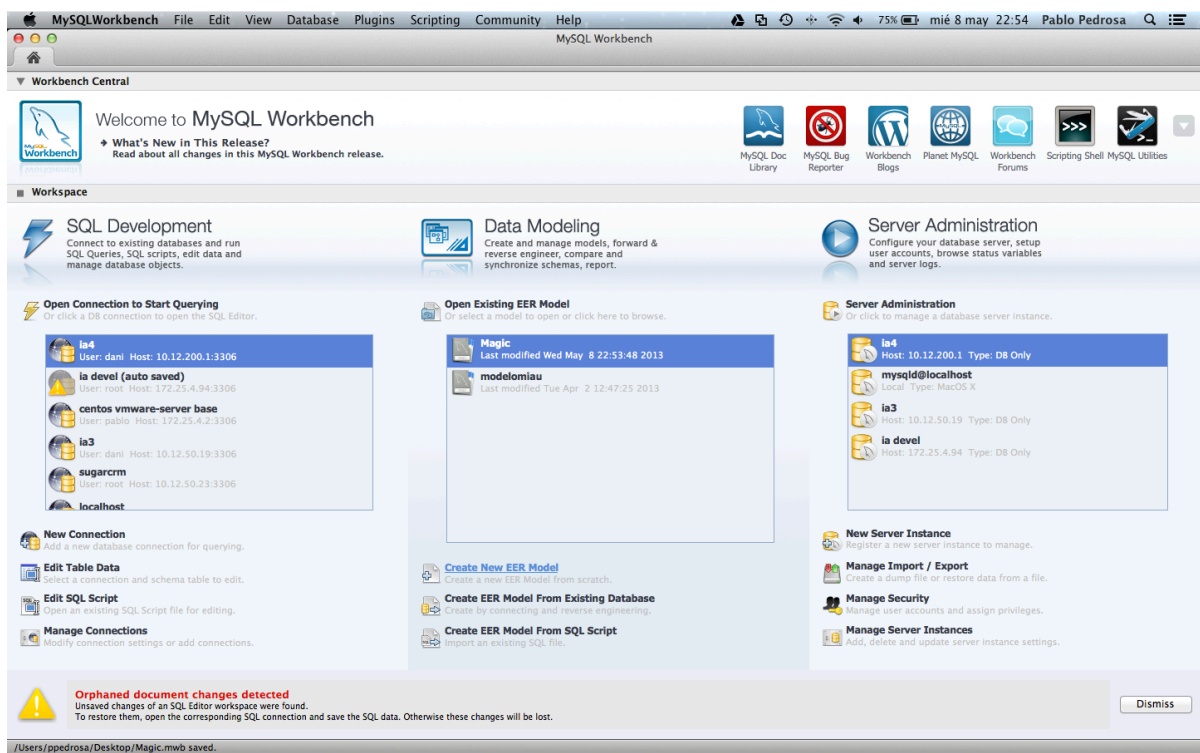 MySQLWorkbench File Edit View Database Plugins Scripting Community Help 75% mié 8 may 22:54 Pablo Pedrosa
MySQL Workbench
Workbench Central
MySQL Workbench
Welcome to MySQL Workbench
What's New in This Release?
Read about all changes in this MySQL Workbench release.
MySQL Doc Library
MySQL Bug Reporter
Workbench Blogs
Planet MySQL
Workbench Forums
Scripting Shell
MySQL Utilities
Workspace
SQL Development
Connect to existing databases and run
SQL Queries, SQL scripts, edit data and
manage database objects.
Open Connection to Start Querying
Or click a DB connection to open the SQL Editor.
ia4
User: dani Host: 10.12.200.1:3306
ia devel (auto saved)
User: root Host: 172.25.4.94:3306
centos vmware-server base
User: pablo Host: 172.25.4.2:3306
ia3
User: dani Host: 10.12.50.19:3306
sugarcrm
User: root Host: 10.12.50.23:3306
localhost
New Connection
Add a new database connection for querying.
Edit Table Data
Select a connection and schema table to edit.
Edit SQL Script
Open an existing SQL Script file for editing.
Manage Connections
Modify connection settings or add connections.
Data Modeling
Create and manage models, forward &
reverse engineer, compare and
synchronize schemas, report.
Open Existing EER Model
Or select a model to open or click here to browse.
Magic
Last modified Wed May 8 22:53:48 2013
modelomiau
Last modified Tue Apr 2 12:47:25 2013
Create New EER Model
Create a new EER Model from scratch.
Create EER Model From Existing Database
Create by connecting and reverse engineering.
Create EER Model From SQL Script
Import an existing SQL file.
Server Administration
Configure your database server, setup
user accounts, browse status variables
and server logs.
Server Administration
Or click to manage a database server instance.
ia4
Host: 10.12.200.1 Type: DB Only
mysqld@localhost
Local Type: MacOS X
ia3
Host: 10.12.50.19 Type: DB Only
ia devel
Host: 172.25.4.94 Type: DB Only
New Server Instance
Register a new server instance to manage.
Manage Import / Export
Create a dump file or restore data from a file.
Manage Security
Manage user accounts and assign privileges.
Manage Server Instances
Add, delete and update server instance settings.
Orphaned document changes detected
Unsaved changes of an SQL Editor workspace were found.
To restore them, open the corresponding SQL connection and save the SQL data. Otherwise these changes will be lost.
Dismiss
/Users/ppedrosa/Desktop/Magic.mwb saved.